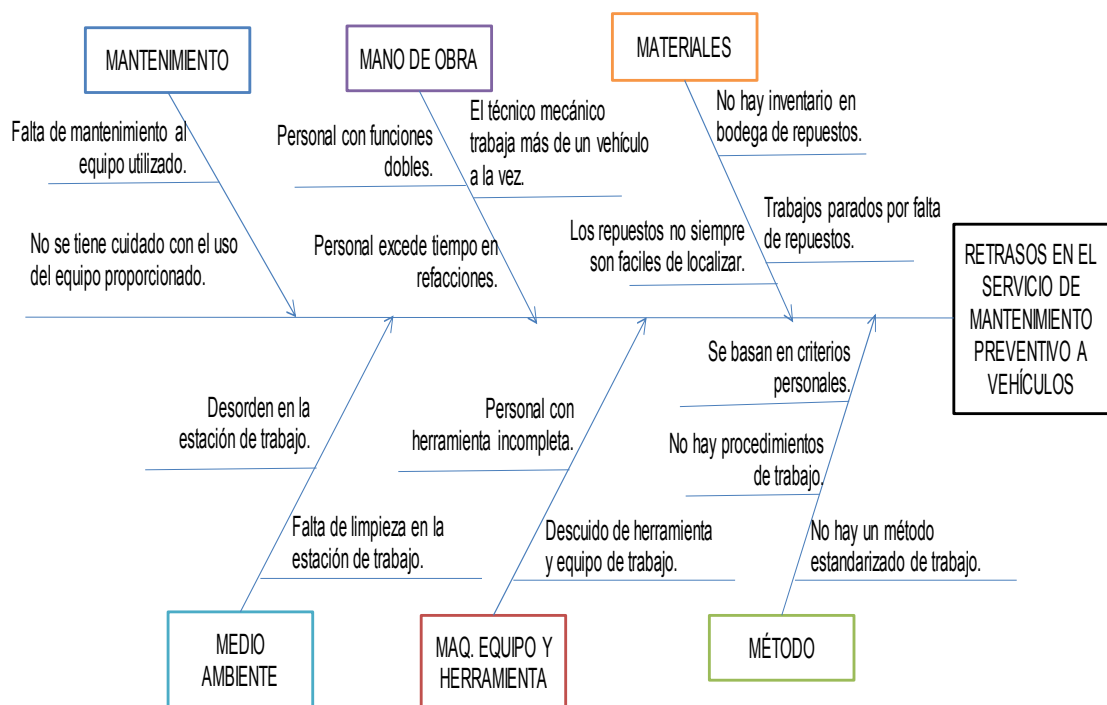 MANTENIMIENTO
MANO DE OBRA
MATERIALES
Falta de mantenimiento al
equipo utilizado.
No se tiene cuidado con el uso
del equipo proporcionado.
Personal con funciones
dobles.
El técnico mecánico
trabaja más de un vehículo
a la vez.
Personal excede tiempo en
refacciones.
No hay inventario en
bodega de repuestos.
Los repuestos no siempre
son faciles de localizar.
Trabajos parados por falta
de repuestos.
RETRASOS EN EL
SERVICIO DE
MANTENIMIENTO
PREVENTIVO A
VEHÍCULOS
Desorden en la
estación de trabajo.
Falta de limpieza en la
estación de trabajo.
Personal con
herramienta incompleta.
Descuido de herramienta
y equipo de trabajo.
Se basan en criterios
personales.
No hay procedimientos
de trabajo.
No hay un método
estandarizado de trabajo.
MEDIO
AMBIENTE
MAQ. EQUIPO Y
HERRAMIENTA
MÉTODO